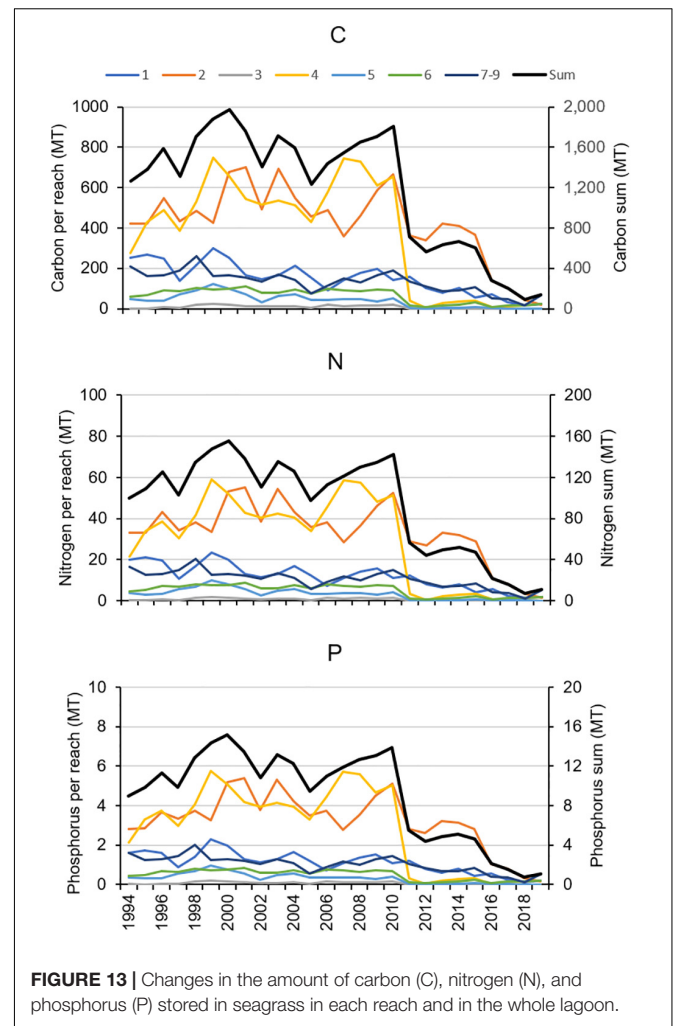 C
1 2 3 4 5 6 7-9 Sum
1000 2,000
800 1,600
600 1,200
400 800
200 400
0 0
Carbon per reach (MT)
Carbon sum (MT)
N
100 200
80 160
60 120
40 80
20 40
0 0
Nitrogen per reach (MT)
Nitrogen sum (MT)
P
10 20
8 16
6 12
4 8
2 4
0 0
Phosphorus per reach (MT)
Phosphorus sum (MT)
1994 1996 1998 2000 2002 2004 2006 2008 2010 2012 2014 2016 2018
FIGURE 13 | Changes in the amount of carbon (C), nitrogen (N), and
phosphorus (P) stored in seagrass in each reach and in the whole lagoon.